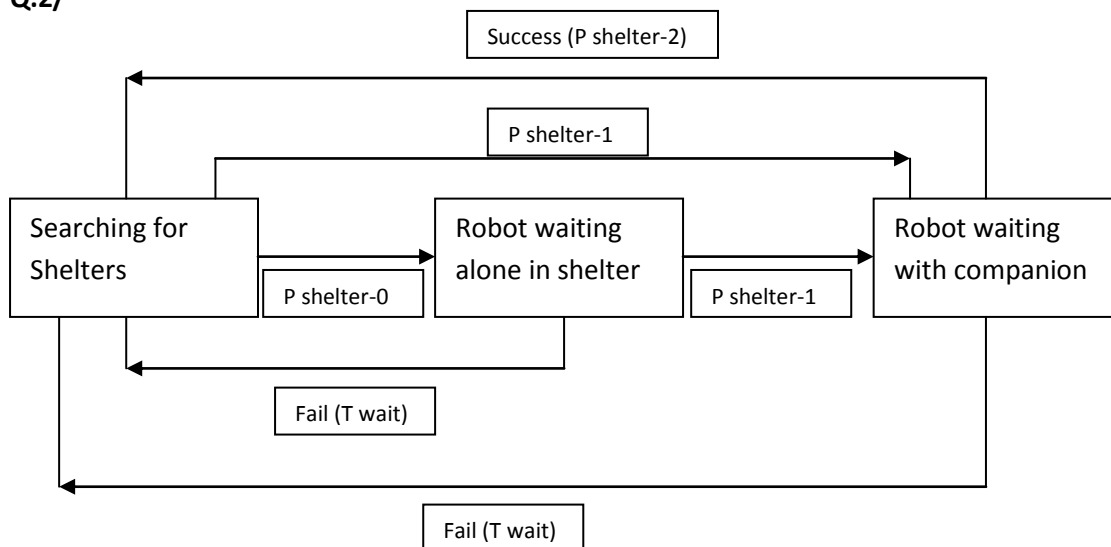 Q.2/
Success (P shelter-2)
P shelter-1
Searching for
Shelters
P shelter-0
Robot waiting
alone in shelter
P shelter-1
Robot waiting
with companion
Fail (T wait)
Fail (T wait)